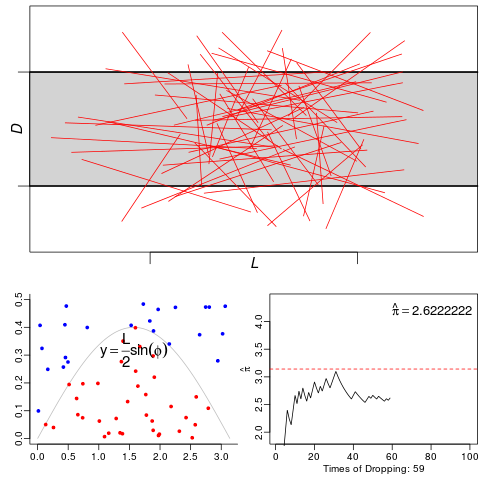 D
L
0.0 0.1 0.2 0.3 0.4 0.5
y = L/2 sin(ϕ)
0.0 0.5 1.0 1.5 2.0 2.5 3.0
π̂ = 2.6222222
π̂
2.0 2.5 3.0 3.5 4.0
0 20 40 60 80 100
Times of Dropping: 59